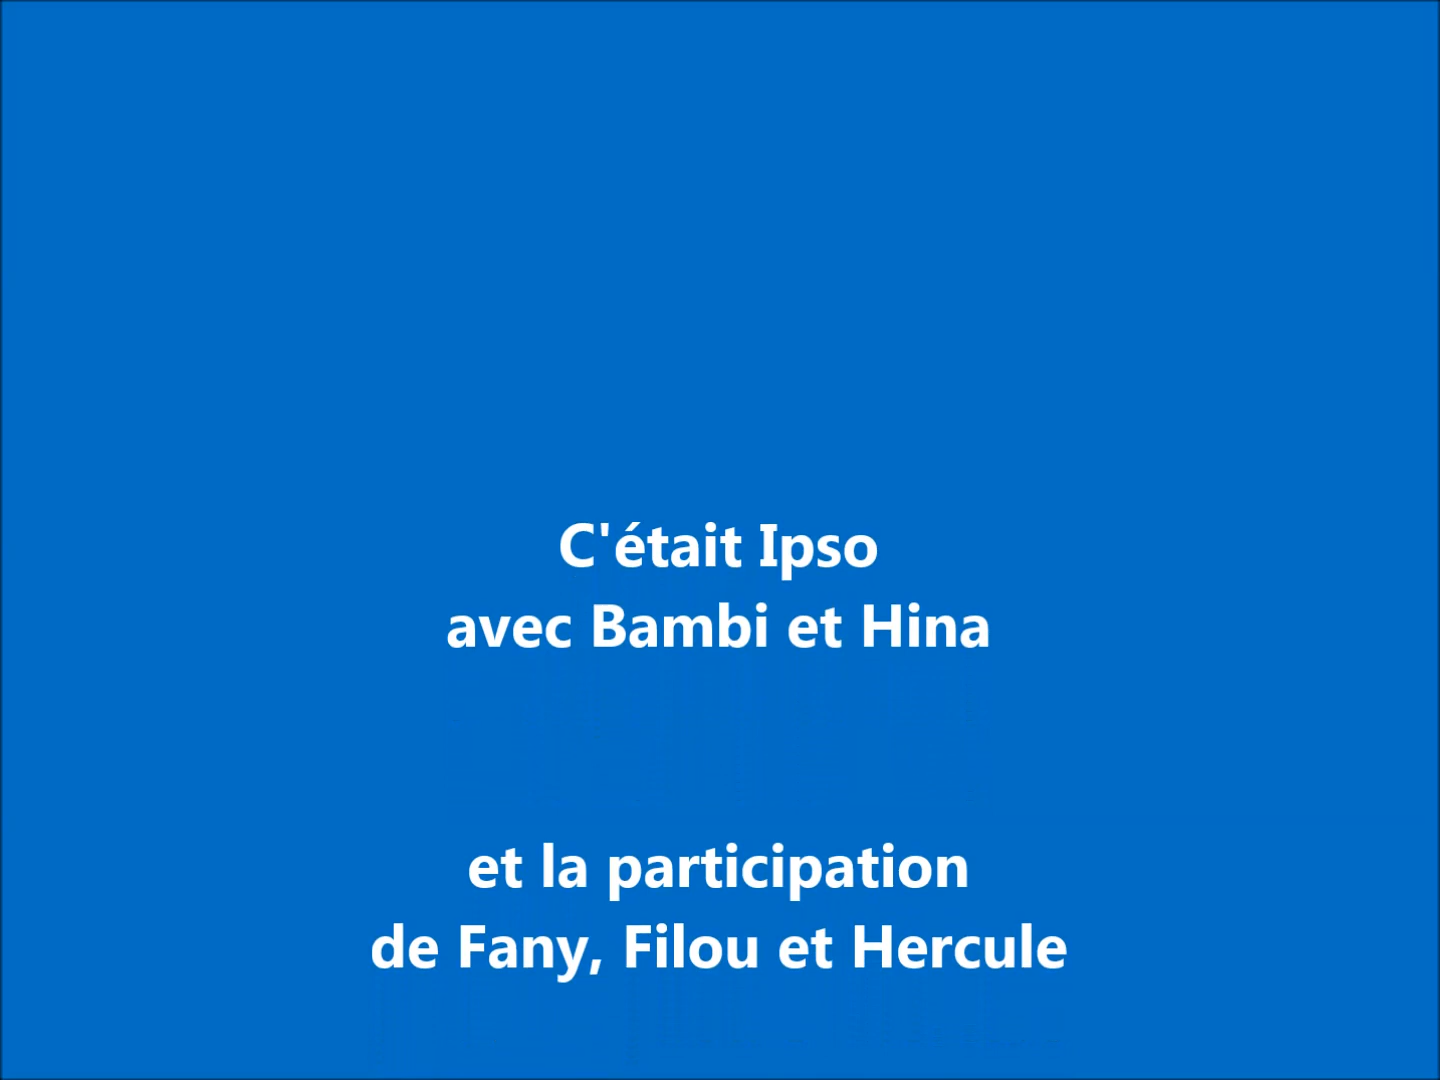 C'était Ipso
avec Bambi et Hina
et la participation
de Fany, Filou et Hercule